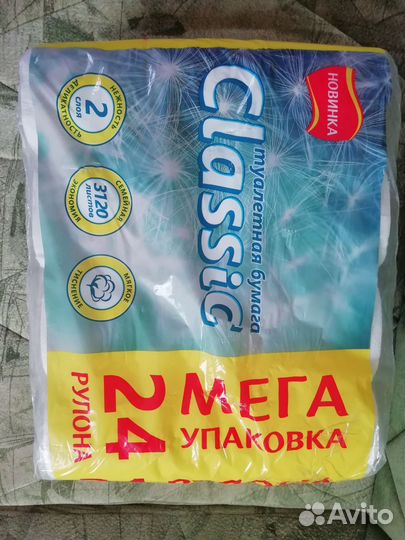 НОВИНКА
Classic
туалетная бумага
НЕЖНОСТЬ
2
слоя
ДЕЛИКАТНОСТЬ
СЕМЕЙНАЯ
3120
листов
ЭКОНОМИЯ
МЯГКОЕ
ТИСНЕНИЕ
МЕГА
УПАКОВКА
24
РУЛОНА
Avito